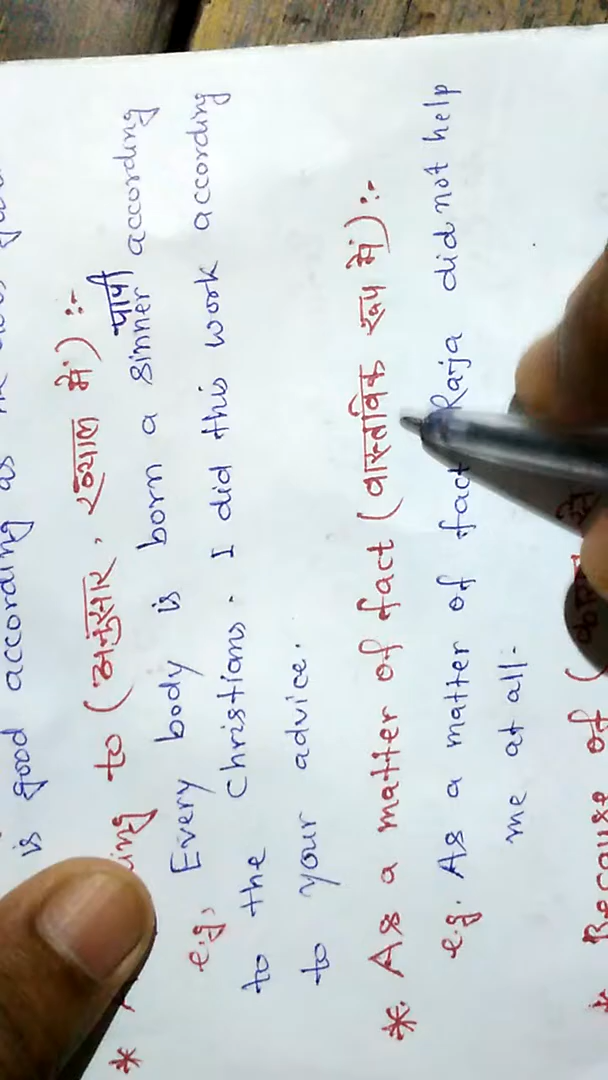 is good according as
* ing to (अनुसार, ख्याल में):-
पापी
e.g, Every body is born a sinner according
to the Christians. I did this work according
to your advice.
*. As a matter of fact (वास्तविक रूप में):-
e.g. As a matter of fact Raja did not help
me at all.
* Because of (